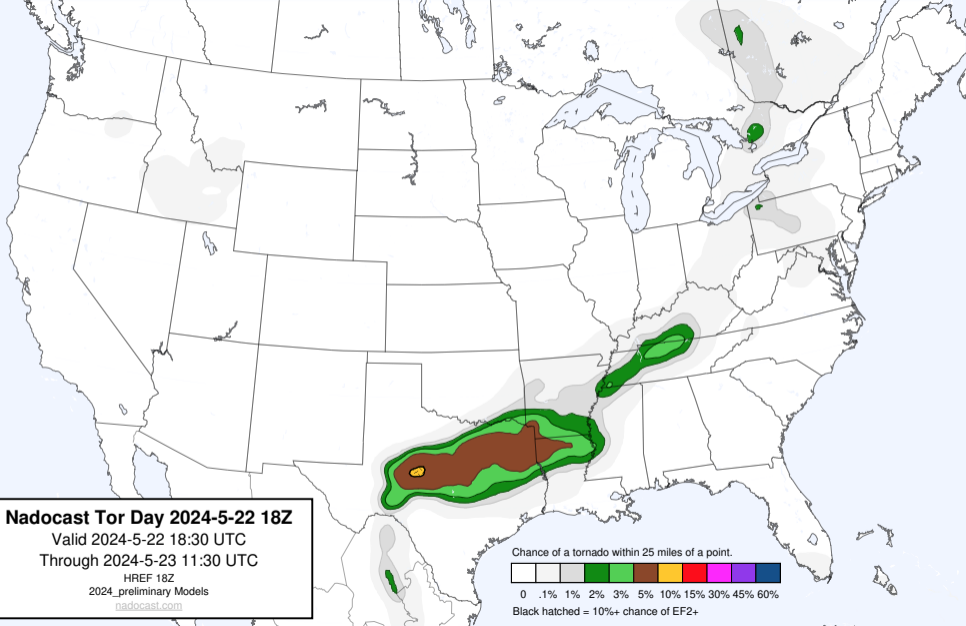 Nadocast Tor Day 2024-5-22 18Z
Valid 2024-5-22 18:30 UTC
Through 2024-5-23 11:30 UTC
HREF 18Z
2024_preliminary Models
nadocast.com
Chance of a tornado within 25 miles of a point.
0 .1% 1% 2% 3% 5% 10% 15% 30% 45% 60%
Black hatched = 10%+ chance of EF2+